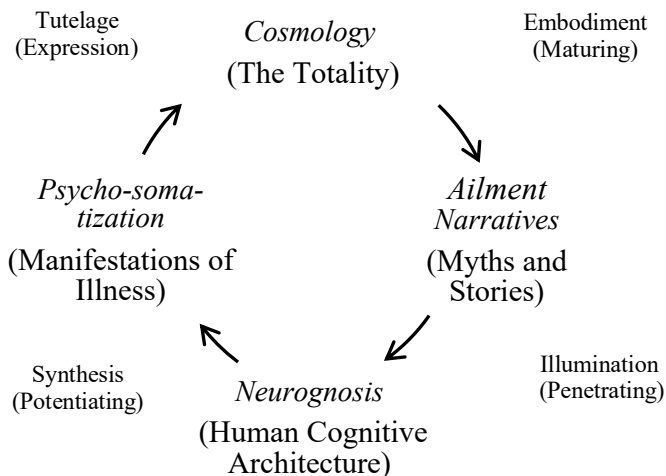 Tutelage
(Expression)
Cosmology
(The Totality)
Embodiment
(Maturing)
Psycho-soma-
tization
(Manifestations of
Illness)
Ailment
Narratives
(Myths and
Stories)
Synthesis
(Potentiating)
Neurognosis
(Human Cognitive
Architecture)
Illumination
(Penetrating)